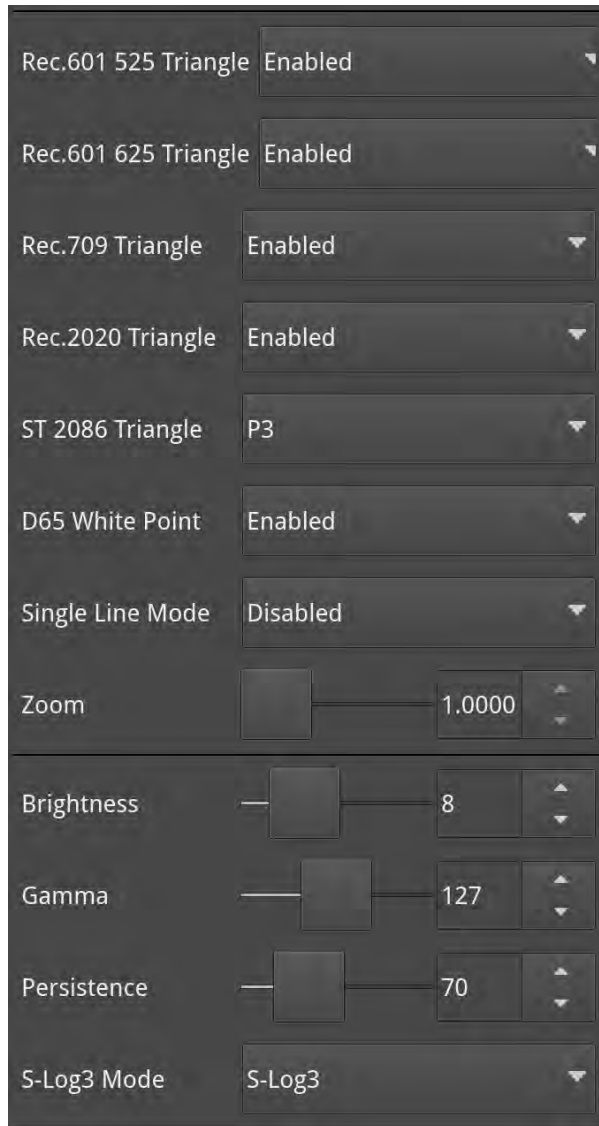 Rec.601 525 Triangle Enabled
Rec.601 625 Triangle Enabled
Rec.709 Triangle Enabled
Rec.2020 Triangle Enabled
ST 2086 Triangle P3
D65 White Point Enabled
Single Line Mode Disabled
Zoom 1.0000
Brightness 8
Gamma 127
Persistence 70
S-Log3 Mode S-Log3